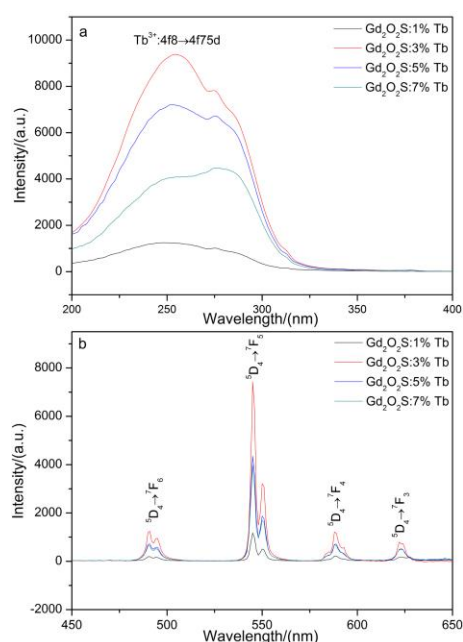 a
Tb³⁺:4f8→4f75d
Gd₂O₂S:1% Tb
Gd₂O₂S:3% Tb
Gd₂O₂S:5% Tb
Gd₂O₂S:7% Tb
10000
8000
6000
4000
2000
0
Intensity/(a.u.)
200 250 300 350 400
Wavelength/(nm)
b
⁵D₄→⁷F₆
⁵D₄→⁷F₅
⁵D₄→⁷F₄
⁵D₄→⁷F₃
Gd₂O₂S:1% Tb
Gd₂O₂S:3% Tb
Gd₂O₂S:5% Tb
Gd₂O₂S:7% Tb
8000
6000
4000
2000
0
-2000
Intensity/(a.u.)
450 500 550 600 650
Wavelength/(nm)